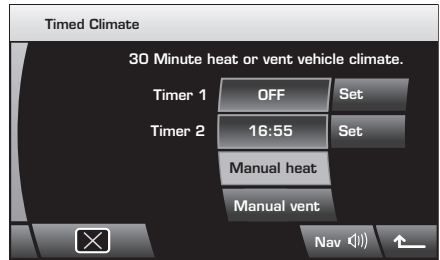 Timed Climate
30 Minute heat or vent vehicle climate.
Timer 1 OFF Set
Timer 2 16:55 Set
Manual heat
Manual vent
Nav